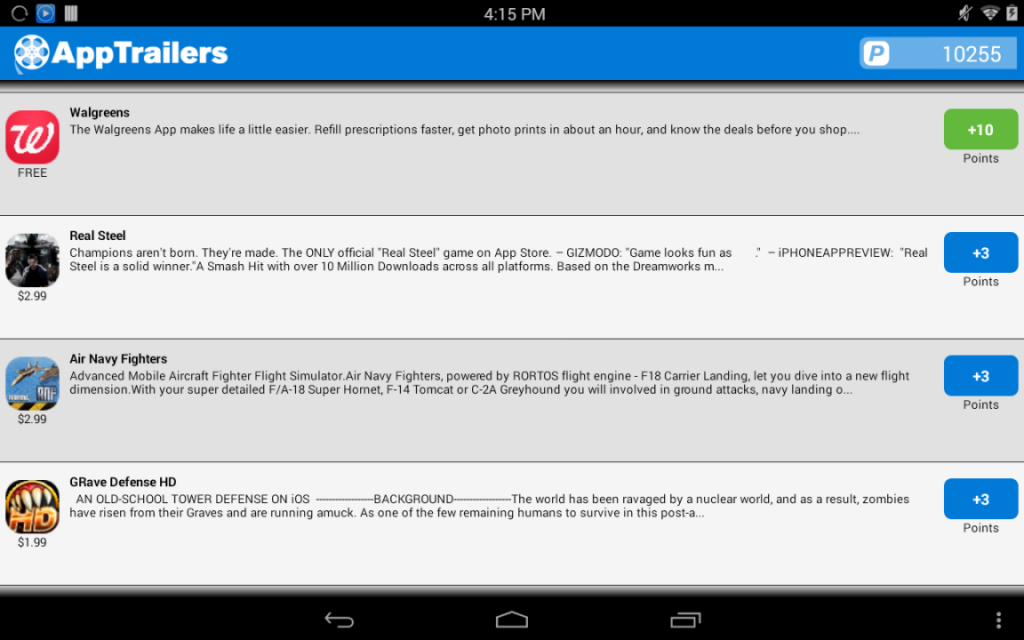 4:15 PM
AppTrailers
P 10255
Walgreens
The Walgreens App makes life a little easier. Refill prescriptions faster, get photo prints in about an hour, and know the deals before you shop....
+10
FREE
Points
Real Steel
Champions aren't born. They're made. The ONLY official "Real Steel" game on App Store. – GIZMODO: "Game looks fun as ." – iPHONEAPPREVIEW: "Real
Steel is a solid winner."A Smash Hit with over 10 Million Downloads across all platforms. Based on the Dreamworks m...
+3
$2.99
Points
Air Navy Fighters
Advanced Mobile Aircraft Fighter Flight Simulator.Air Navy Fighters, powered by RORTOS flight engine - F18 Carrier Landing, let you dive into a new flight
dimension.With your super detailed F/A-18 Super Hornet, F-14 Tomcat or C-2A Greyhound you will involved in ground attacks, navy landing o...
+3
ANF
$2.99
Points
GRave Defense HD
AN OLD-SCHOOL TOWER DEFENSE ON iOS -------------------BACKGROUND-------------------The world has been ravaged by a nuclear world, and as a result, zombies
have risen from their Graves and are running amuck. As one of the few remaining humans to survive in this post-a...
+3
HD
$1.99
Points